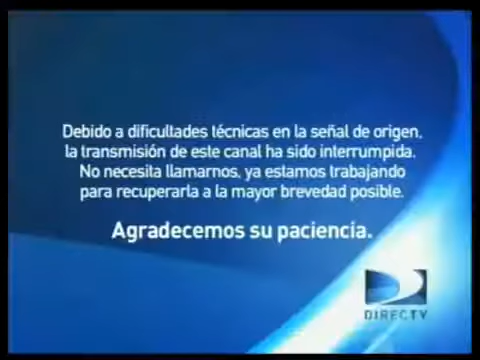 Debido a dificultades técnicas en la señal de origen,
la transmisión de este canal ha sido interrumpida.
No necesita llamarnos, ya estamos trabajando
para recuperarla a la mayor brevedad posible.
Agradecemos su paciencia.
DIRECTV